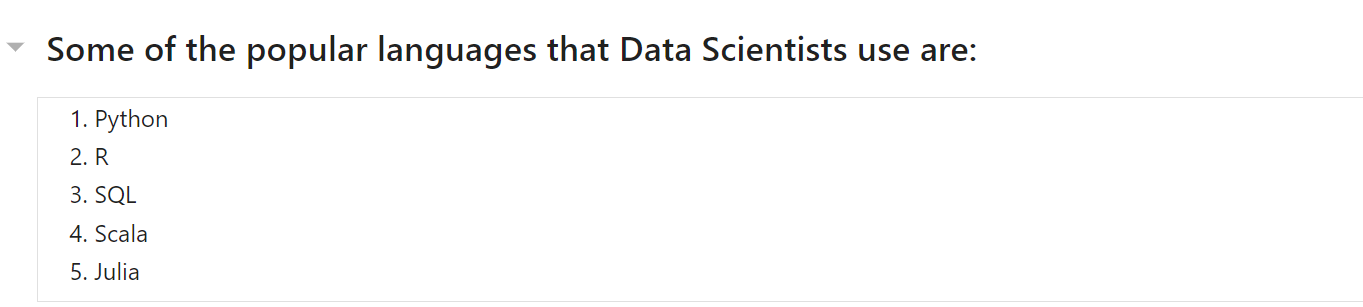 Some of the popular languages that Data Scientists use are:
1. Python
2. R
3. SQL
4. Scala
5. Julia